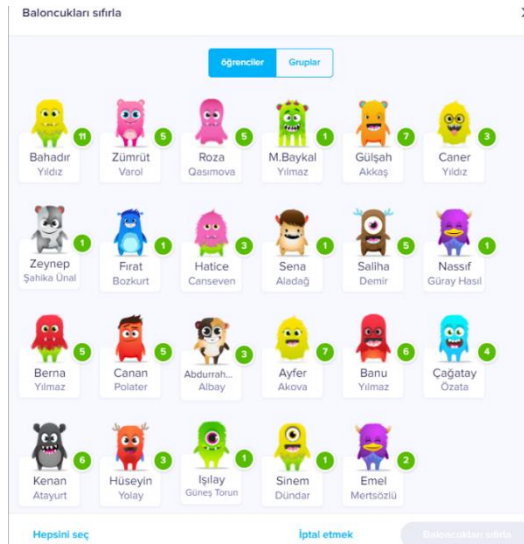 Baloncukları sıfırla
öğrenciler Gruplar
11 5 5 1 7 3
Bahadır Zümrüt Roza M.Baykal Gülşah Caner
Yıldız Varol Qasımova Yılmaz Akkaş Yıldız
1 1 3 1 5 1
Zeynep Fırat Hatice Sena Saliha Nassıf
Şahika Ünal Bozkurt Canseven Aladağ Demir Güray Hasıl
5 5 3 7 6 4
Berna Canan Abdurrah... Ayfer Banu Çağatay
Yılmaz Polater Albay Akova Yılmaz Özata
6 3 1 1 2
Kenan Hüseyin Işılay Sinem Emel
Atayurt Yolay Güneş Torun Dündar Mertsözlü
Hepsini seç İptal etmek Baloncukları sıfırla